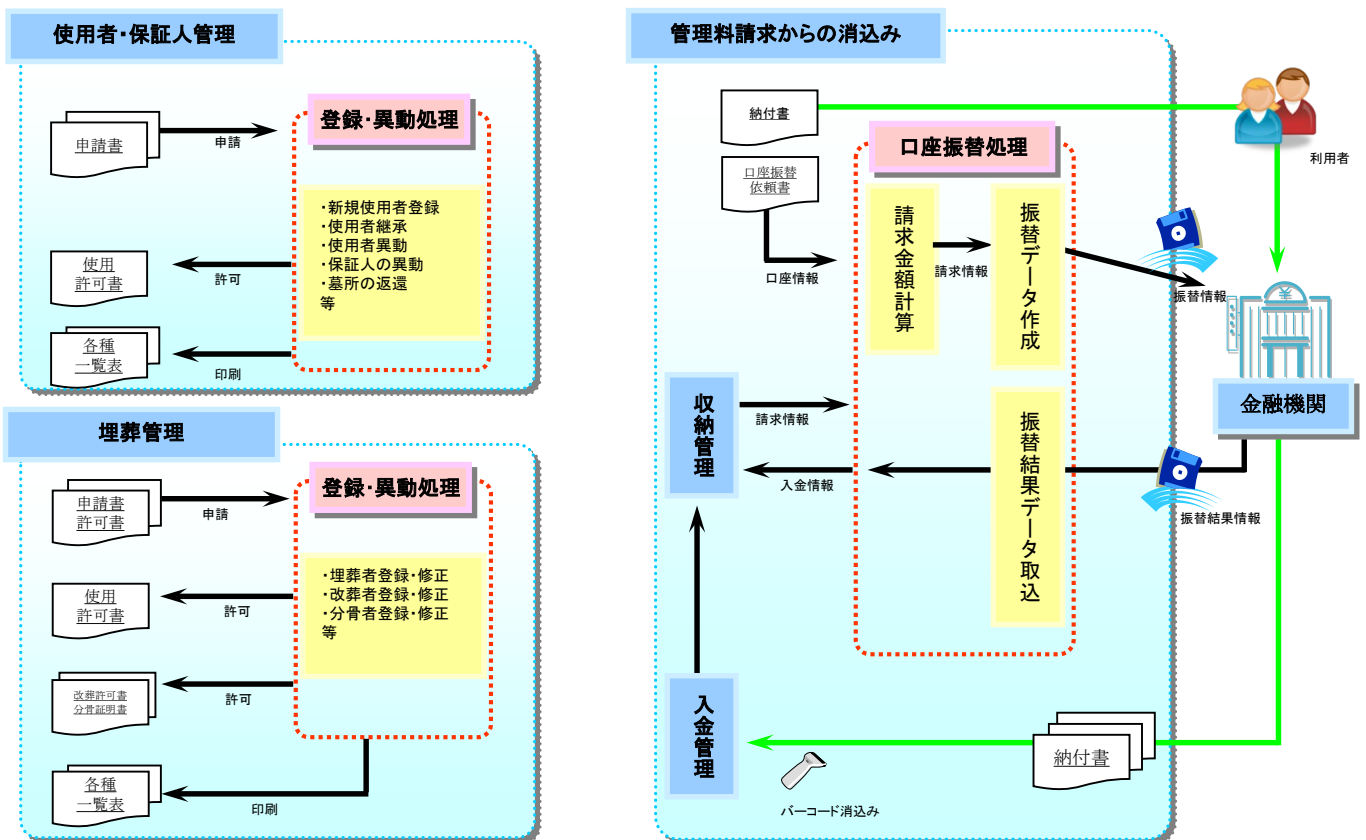 使用者・保証人管理
申請書
申請
登録・異動処理
・新規使用者登録
・使用者継承
・使用者異動
・保証人の異動
・墓所の返還
等
使用
許可書
許可
各種
一覧表
印刷
埋葬管理
申請書
許可書
申請
登録・異動処理
・埋葬者登録・修正
・改葬者登録・修正
・分骨者登録・修正
等
使用
許可書
許可
改葬許可書
分骨証明書
許可
各種
一覧表
印刷
管理料請求からの消込み
納付書
利用者
口座振替
依頼書
口座情報
口座振替処理
請求金額計算
請求情報
振替データ作成
振替情報
金融機関
収納管理
請求情報
入金情報
振替結果データ取込
振替結果情報
入金管理
バーコード消込み
納付書